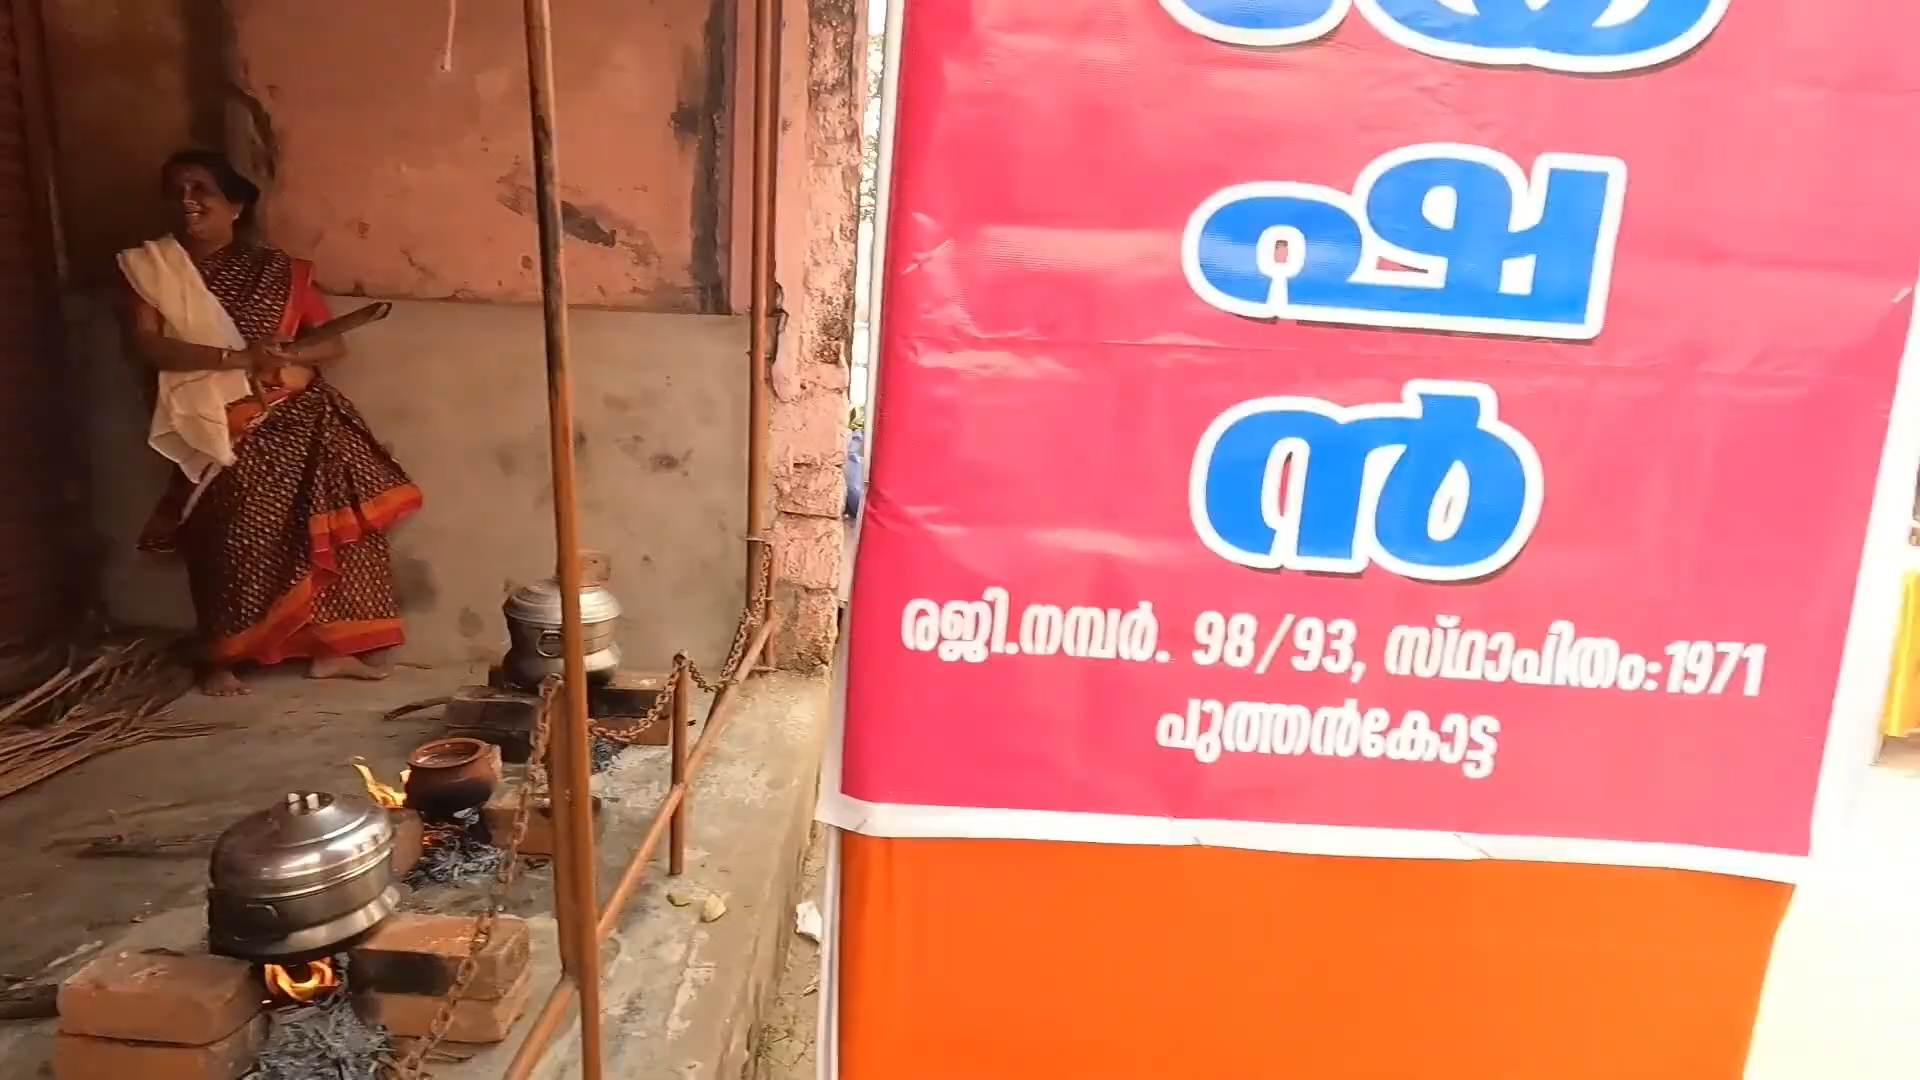 ഷ
ൻ
രജി.നമ്പർ. 98/93, സ്ഥാപിതം:1971
പുത്തൻകോട്ട